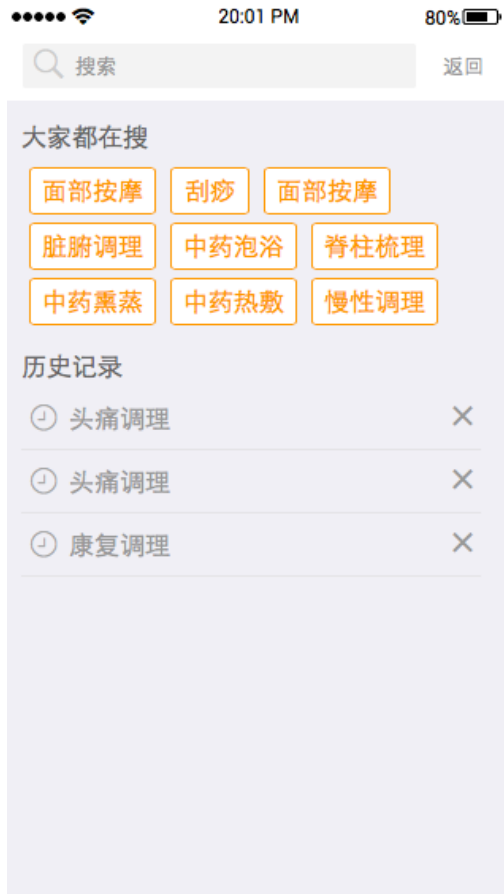 20:01 PM 80%
搜索 返回
大家都在搜
面部按摩 刮痧 面部按摩
脏腑调理 中药泡浴 脊柱梳理
中药熏蒸 中药热敷 慢性调理
历史记录
头痛调理
头痛调理
康复调理